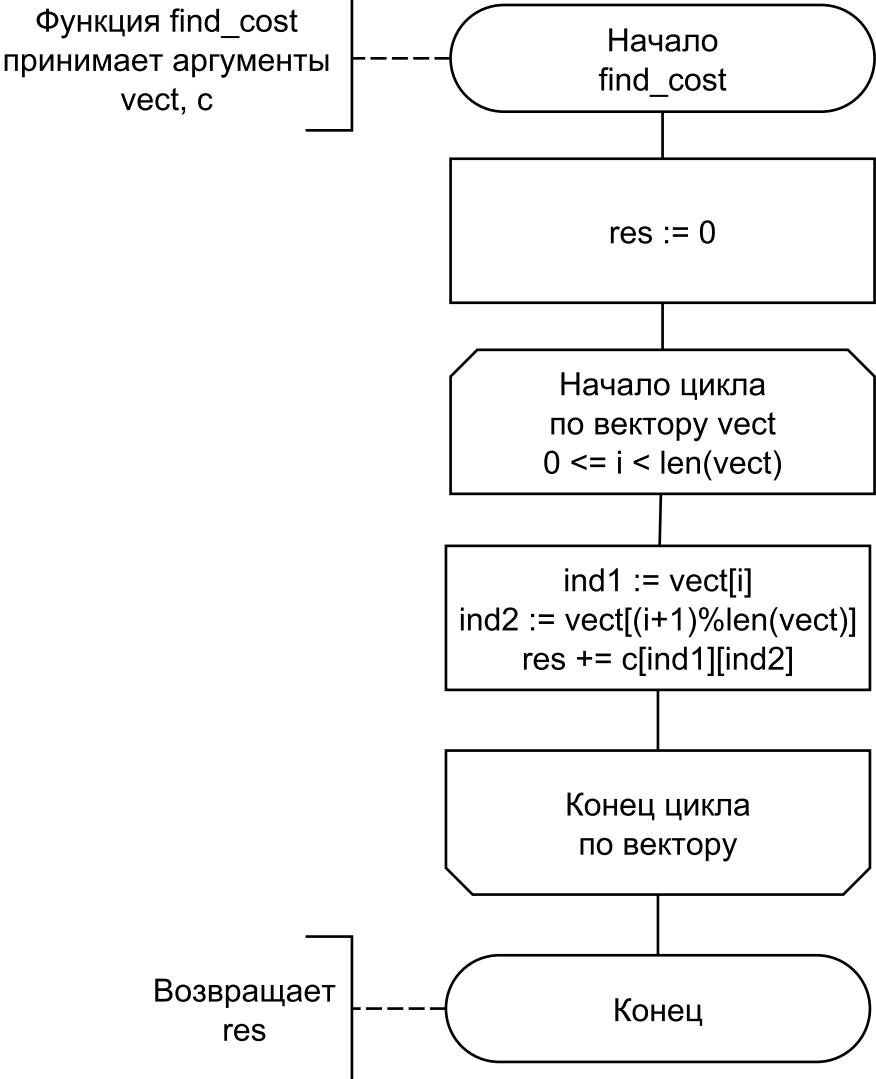 Функция find_cost
принимает аргументы
vect, c
Начало
find_cost
res := 0
Начало цикла
по вектору vect
0 <= i < len(vect)
ind1 := vect[i]
ind2 := vect[(i+1)%len(vect)]
res += c[ind1][ind2]
Конец цикла
по вектору
Возвращает
res
Конец